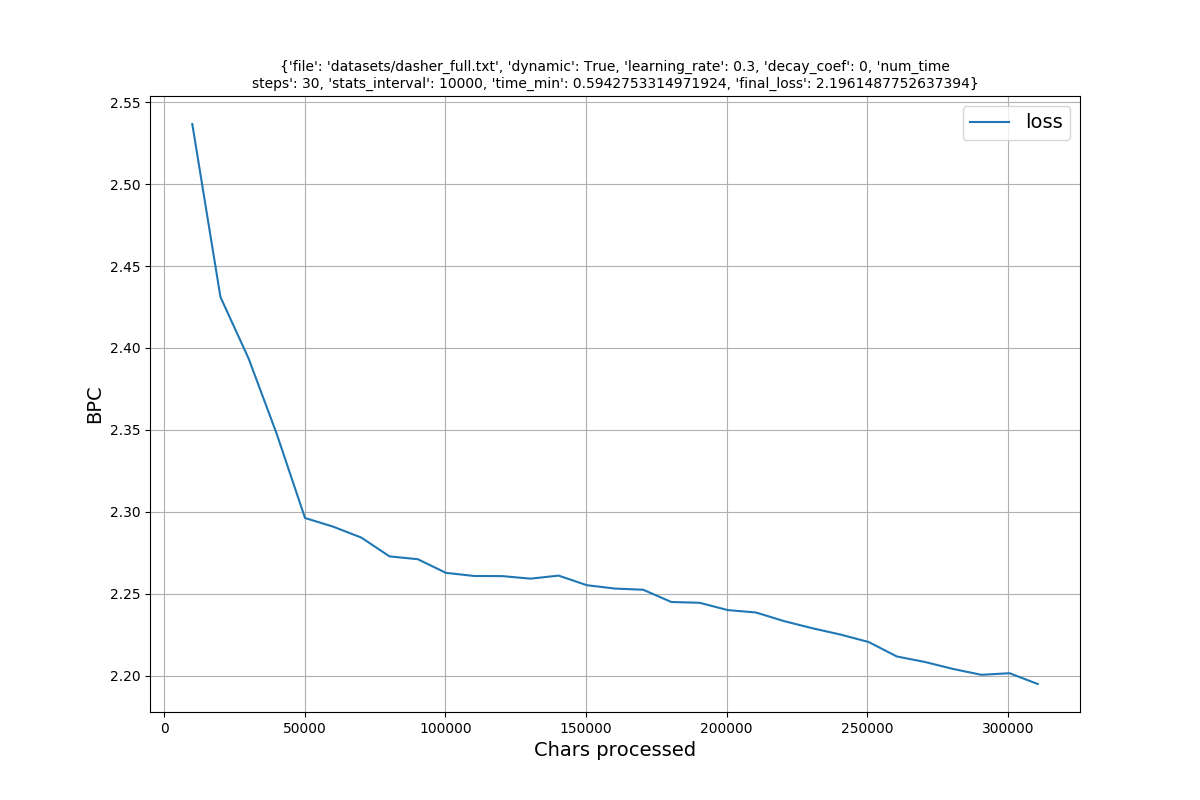 {'file': 'datasets/dasher_full.txt', 'dynamic': True, 'learning_rate': 0.3, 'decay_coef': 0, 'num_time
steps': 30, 'stats_interval': 10000, 'time_min': 0.5942753314971924, 'final_loss': 2.1961487752637394}
loss
2.55
2.50
2.45
2.40
2.35
2.30
2.25
2.20
BPC
0 50000 100000 150000 200000 250000 300000
Chars processed